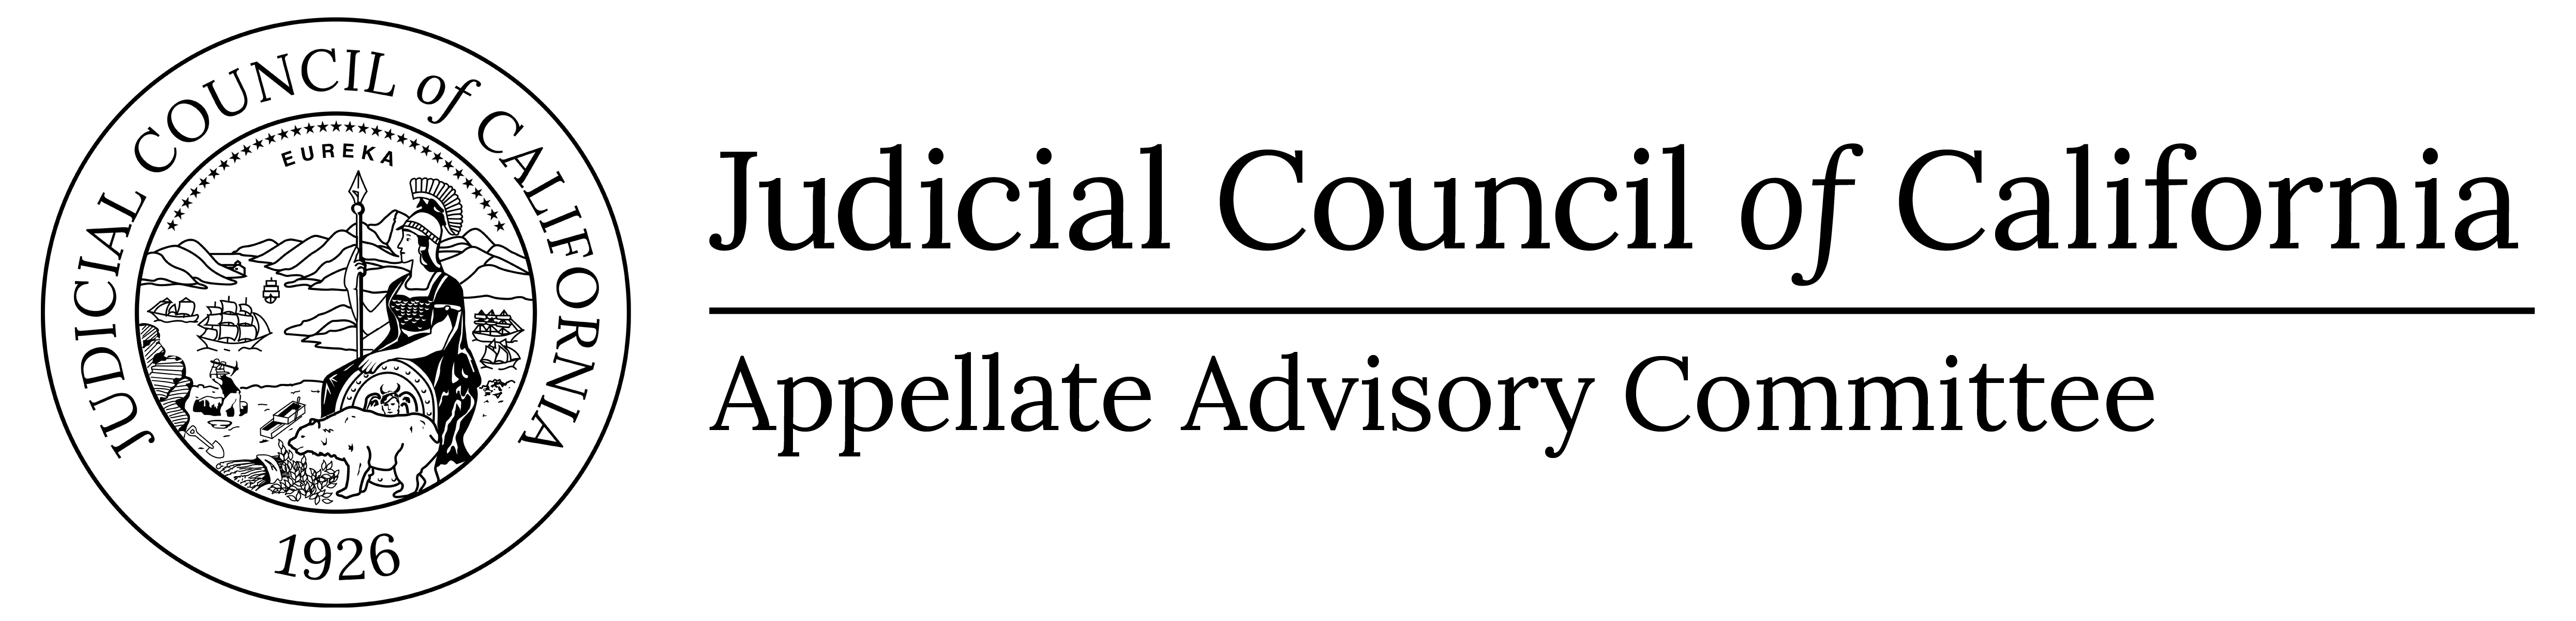 JUDICIAL COUNCIL of CALIFORNIA
EUREKA
1926
Judicial Council of California
Appellate Advisory Committee